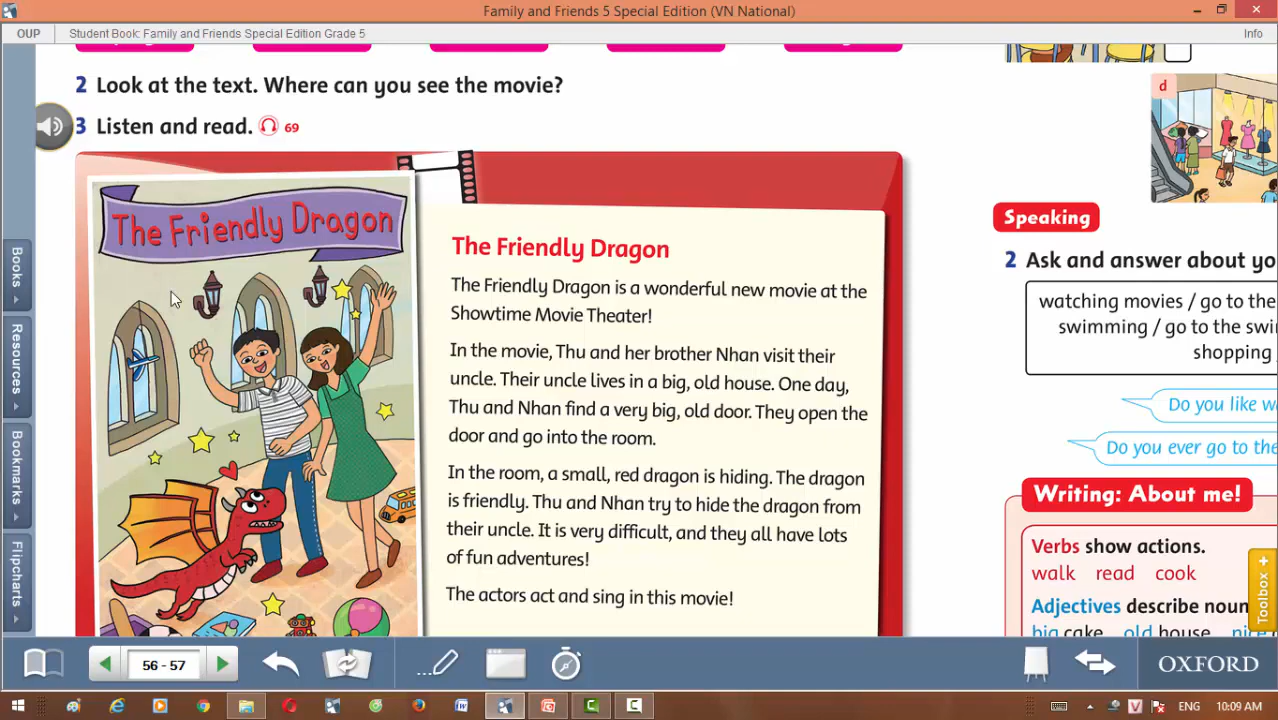 Family and Friends 5 Special Edition (VN National)
OUP
Student Book: Family and Friends Special Edition Grade 5
Info
2 Look at the text. Where can you see the movie?
3 Listen and read. 69
The Friendly Dragon
The Friendly Dragon
The Friendly Dragon is a wonderful new movie at the
Showtime Movie Theater!
In the movie, Thu and her brother Nhan visit their
uncle. Their uncle lives in a big, old house. One day,
Thu and Nhan find a very big, old door. They open the
door and go into the room.
In the room, a small, red dragon is hiding. The dragon
is friendly. Thu and Nhan try to hide the dragon from
their uncle. It is very difficult, and they all have lots
of fun adventures!
The actors act and sing in this movie!
d
Speaking
2 Ask and answer about yo
watching movies / go to the
swimming / go to the swi
shopping
Do you like w
Do you ever go to the
Writing: About me!
Verbs show actions.
walk read cook
Adjectives describe noun
big cake old house nice
Books
Resources
Bookmarks
Flipcharts
Toolbox +
56 - 57
OXFORD
ENG
10:09 AM